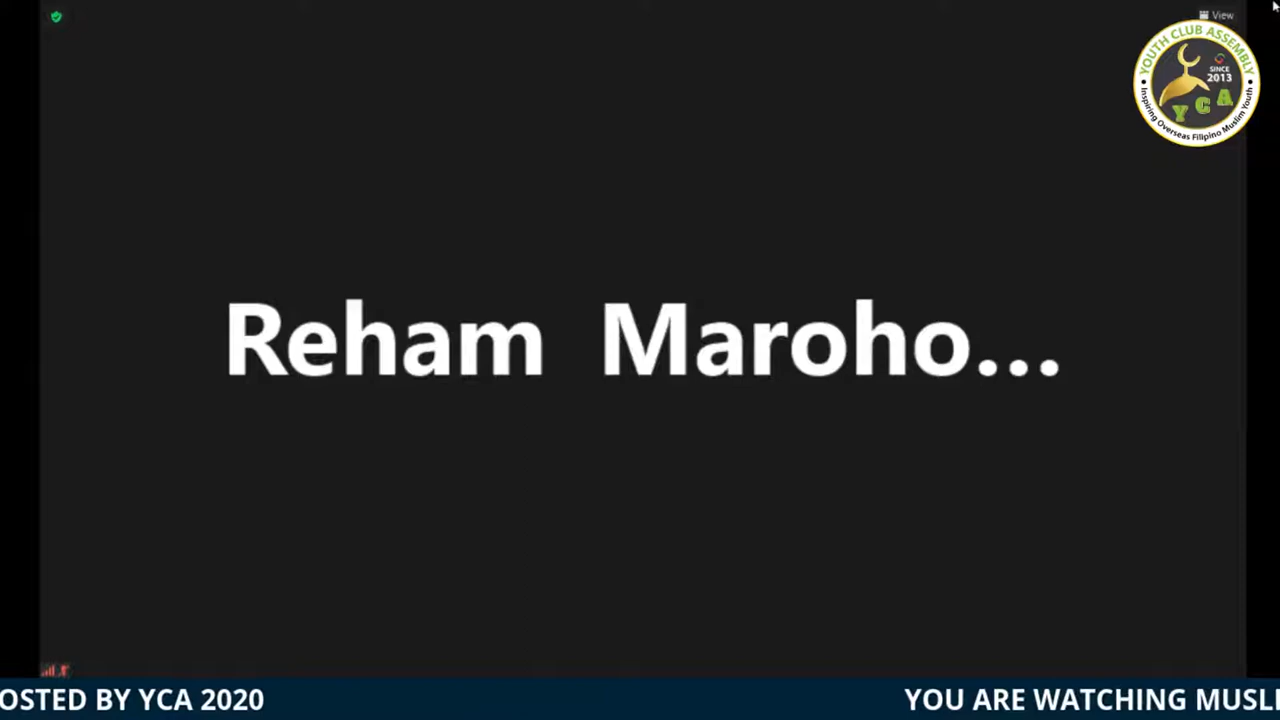 View
YOUTH CLUB ASSEMBLY
SINCE
2013
YCA
Inspiring Overseas Filipino Muslim Youth
Reham Maroho...
OSTED BY YCA 2020
YOU ARE WATCHING MUSLI